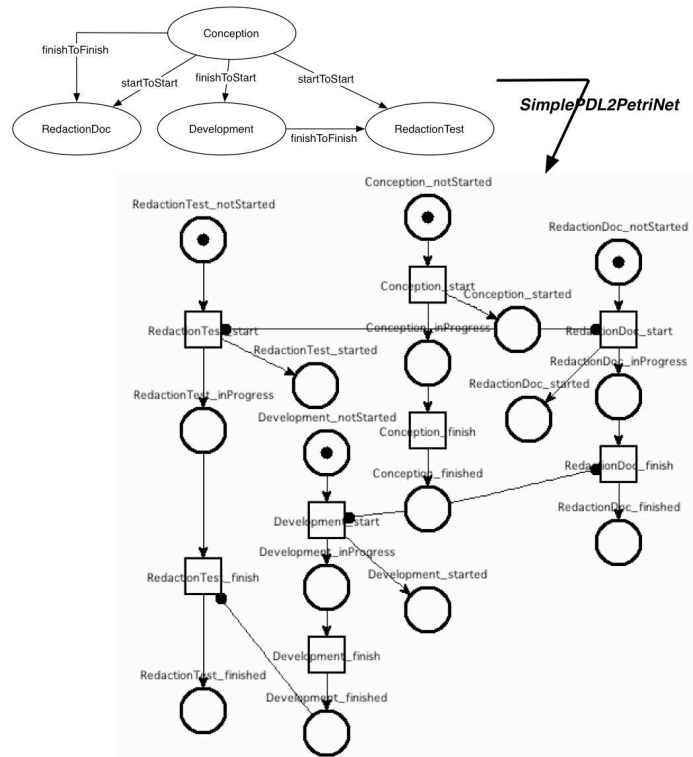 Conception
finishToFinish
startToStart
finishToStart
startToStart
RedactionDoc
Development
finishToFinish
RedactionTest
SimplePDL2PetriNet
RedactionTest_notStarted
Conception_notStarted
RedactionDoc_notStarted
Conception_start
Conception_started
RedactionTest_start
Conception_inProgress
RedactionDoc_start
RedactionTest_started
RedactionDoc_inProgress
RedactionDoc_started
RedactionTest_inProgress
Development_notStarted
Conception_finish
Conception_finished
RedactionDoc_finish
RedactionDoc_finished
Development_start
Development_inProgress
RedactionTest_finish
Development_started
Development_finish
RedactionTest_finished
Development_finished